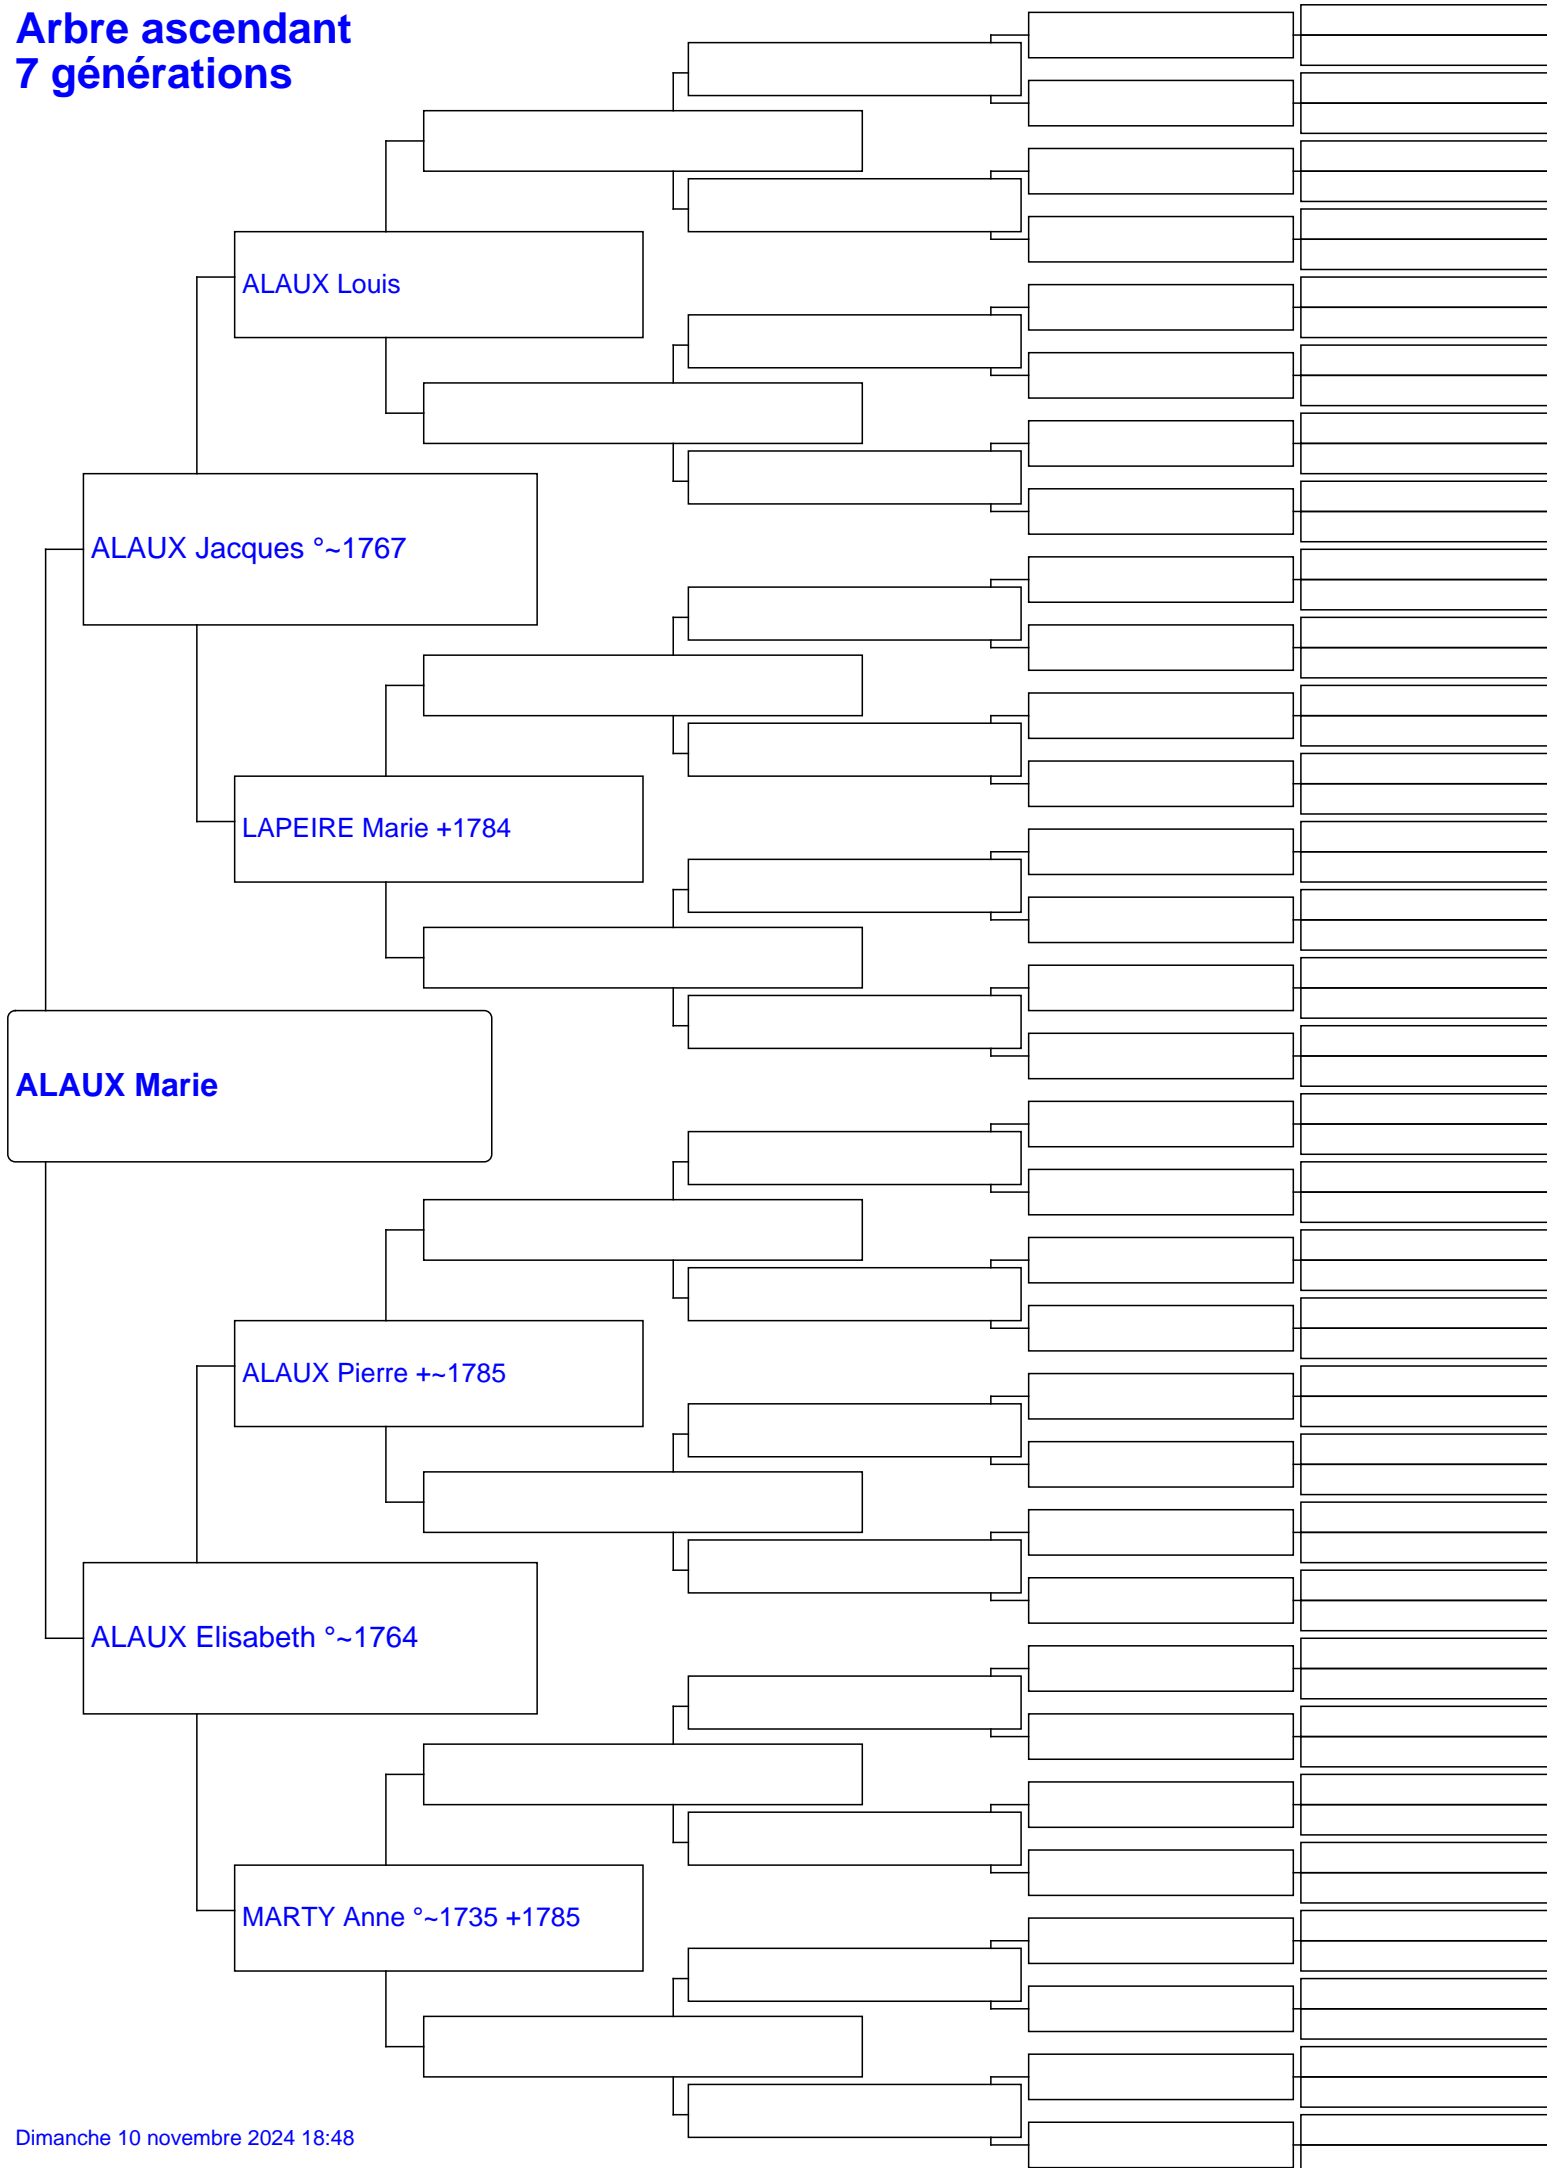 Arbre ascendant
7 générations
ALAUX Louis
ALAUX Jacques °~1767
LAPEIRE Marie +1784
ALAUX Marie
ALAUX Pierre +~1785
ALAUX Elisabeth °~1764
MARTY Anne °~1735 +1785
Dimanche 10 novembre 2024 18:48